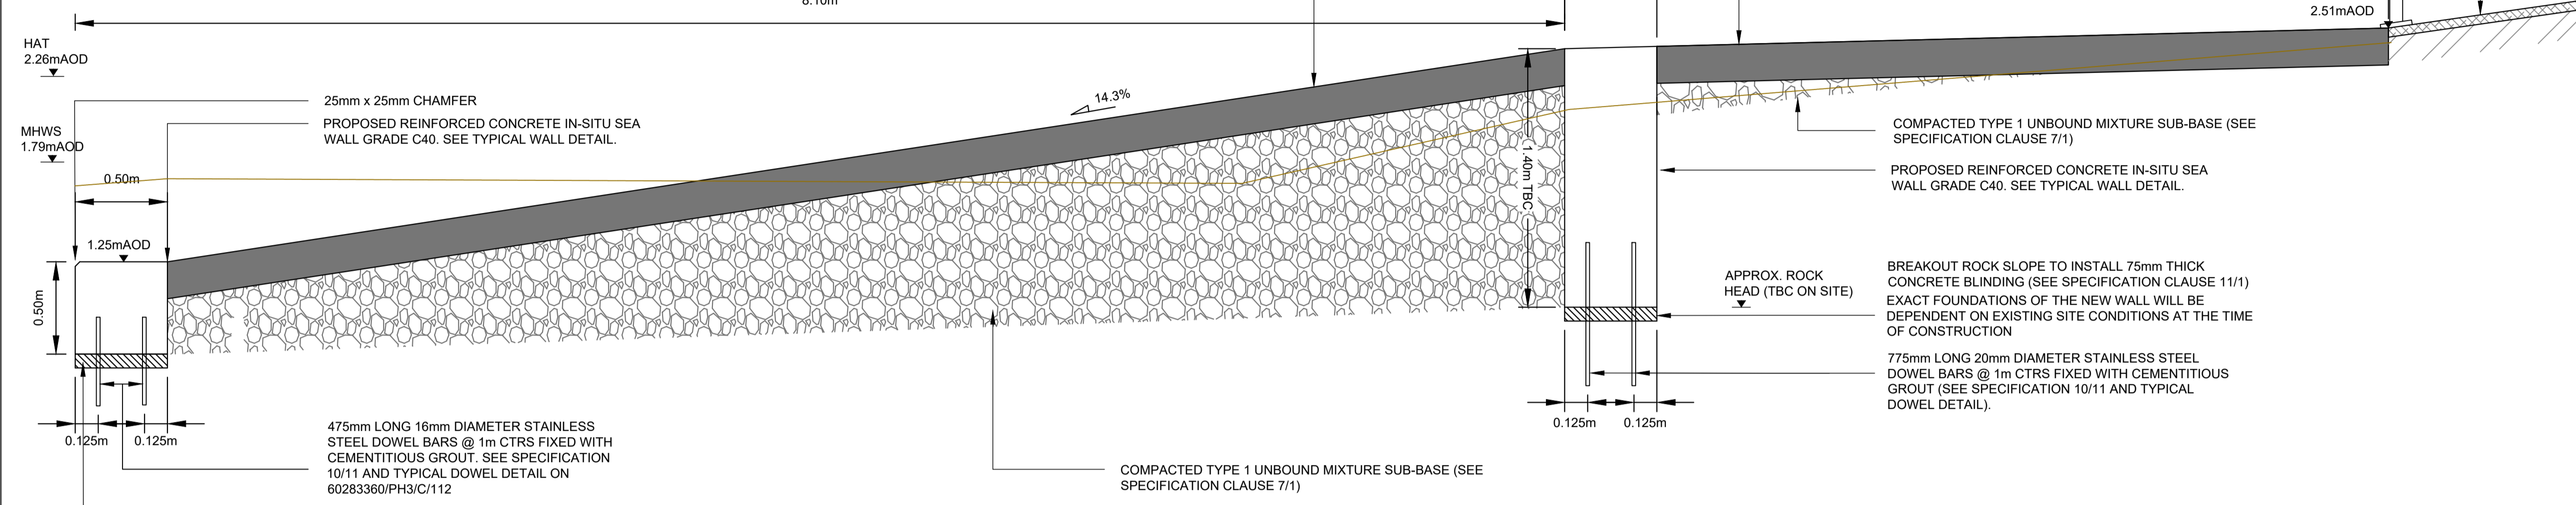 8.10m
2.51mAOD
HAT
2.26mAOD
14.3%
25mm x 25mm CHAMFER
PROPOSED REINFORCED CONCRETE IN-SITU SEA
WALL GRADE C40. SEE TYPICAL WALL DETAIL.
MHWS
1.79mAOD
0.50m
COMPACTED TYPE 1 UNBOUND MIXTURE SUB-BASE (SEE
SPECIFICATION CLAUSE 7/1)
1.40m TBC
PROPOSED REINFORCED CONCRETE IN-SITU SEA
WALL GRADE C40. SEE TYPICAL WALL DETAIL.
1.25mAOD
0.50m
APPROX. ROCK
HEAD (TBC ON SITE)
BREAKOUT ROCK SLOPE TO INSTALL 75mm THICK
CONCRETE BLINDING (SEE SPECIFICATION CLAUSE 11/1)
EXACT FOUNDATIONS OF THE NEW WALL WILL BE
DEPENDENT ON EXISTING SITE CONDITIONS AT THE TIME
OF CONSTRUCTION
775mm LONG 20mm DIAMETER STAINLESS STEEL
DOWEL BARS @ 1m CTRS FIXED WITH CEMENTITIOUS
GROUT (SEE SPECIFICATION 10/11 AND TYPICAL
DOWEL DETAIL).
0.125m
0.125m
0.125m
0.125m
475mm LONG 16mm DIAMETER STAINLESS
STEEL DOWEL BARS @ 1m CTRS FIXED WITH
CEMENTITIOUS GROUT. SEE SPECIFICATION
10/11 AND TYPICAL DOWEL DETAIL ON
60283360/PH3/C/112
COMPACTED TYPE 1 UNBOUND MIXTURE SUB-BASE (SEE
SPECIFICATION CLAUSE 7/1)